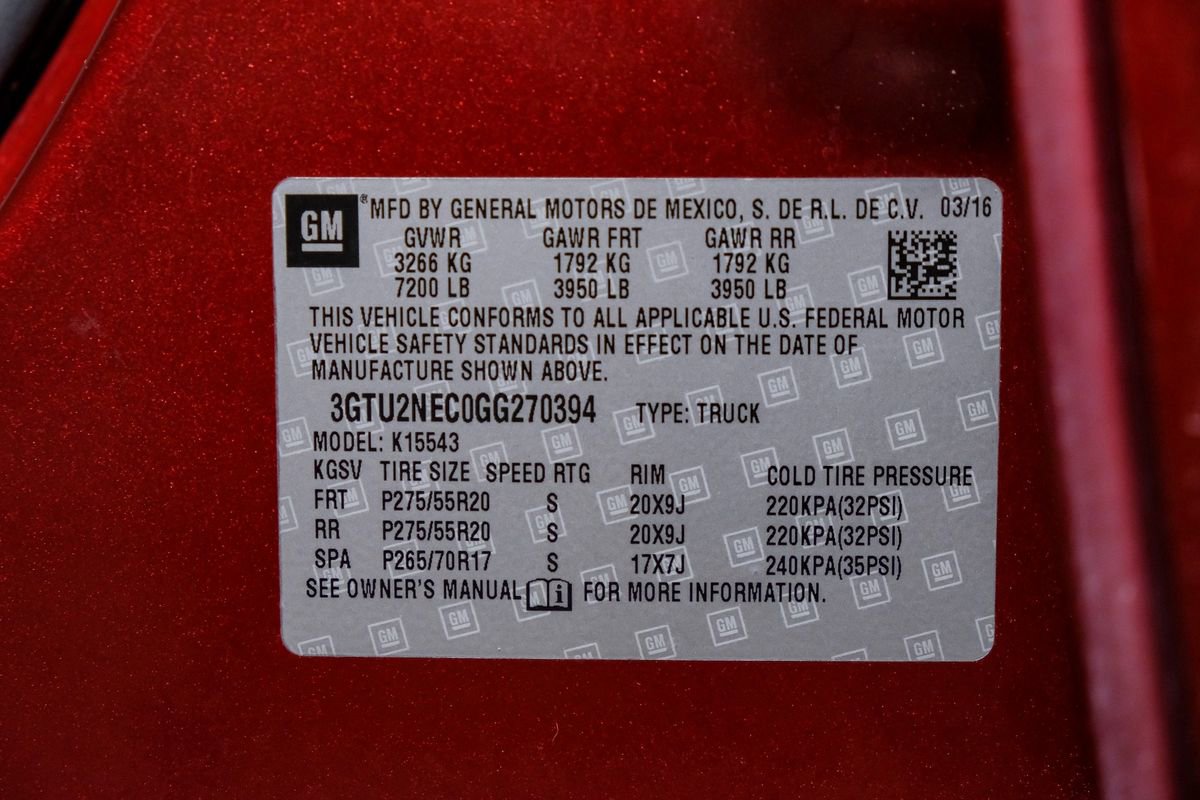 GM ® MFD BY GENERAL MOTORS DE MEXICO, S. DE R.L. DE C.V. 03/16
GVWR GAWR FRT GAWR RR
3266 KG 1792 KG 1792 KG
7200 LB 3950 LB 3950 LB
THIS VEHICLE CONFORMS TO ALL APPLICABLE U.S. FEDERAL MOTOR
VEHICLE SAFETY STANDARDS IN EFFECT ON THE DATE OF
MANUFACTURE SHOWN ABOVE.
3GTU2NEC0GG270394 TYPE: TRUCK
MODEL: K15543
KGSV TIRE SIZE SPEED RTG RIM COLD TIRE PRESSURE
FRT P275/55R20 S 20X9J 220KPA(32PSI)
RR P275/55R20 S 20X9J 220KPA(32PSI)
SPA P265/70R17 S 17X7J 240KPA(35PSI)
SEE OWNER'S MANUAL i FOR MORE INFORMATION.